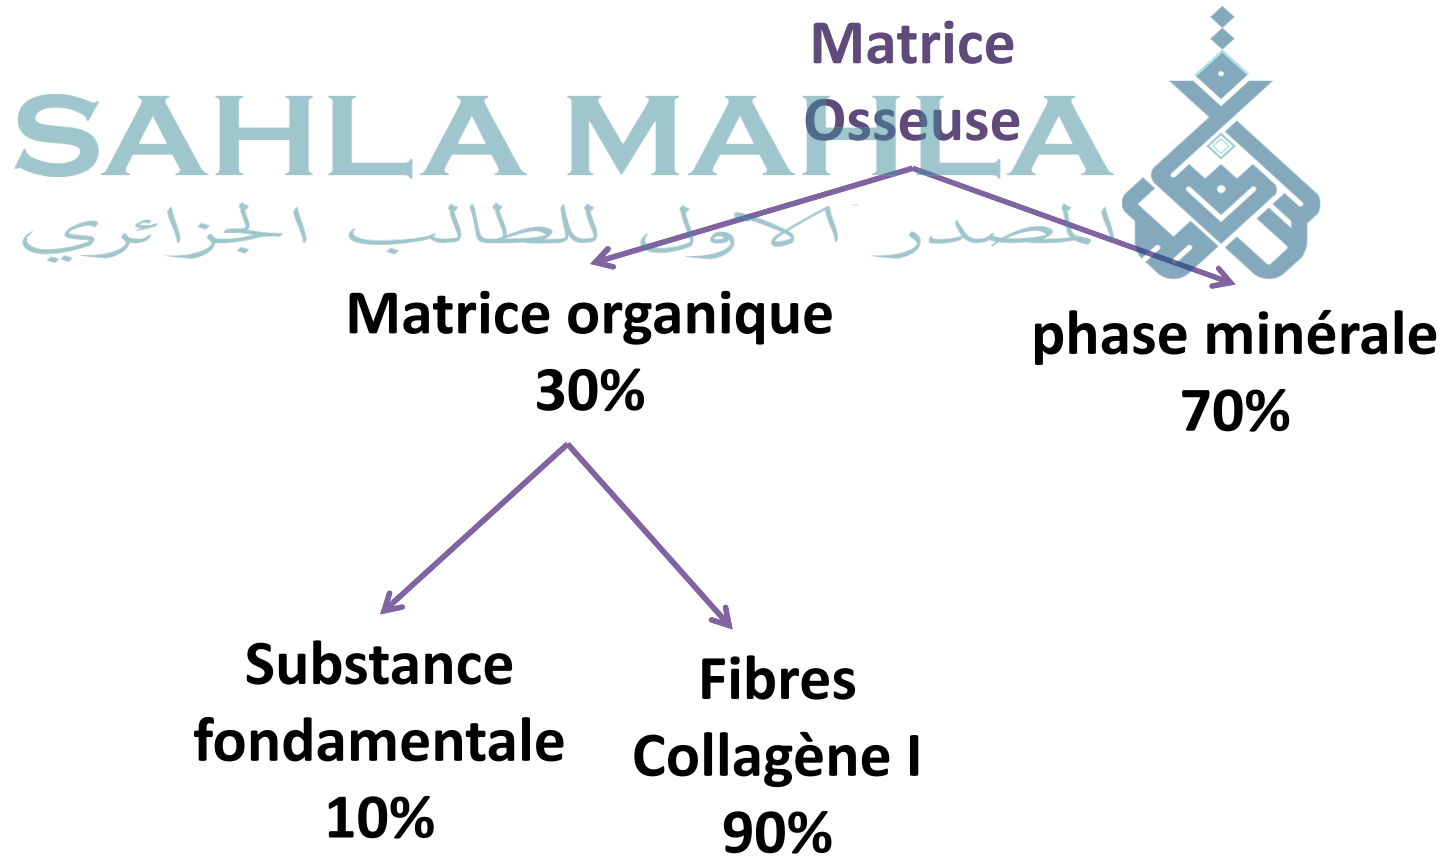 Matrice
Osseuse
SAHLA MAHLA
المصدر الاول للطالب الجزائري
Matrice organique
30%
phase minérale
70%
Substance
fondamentale
10%
Fibres
Collagène I
90%